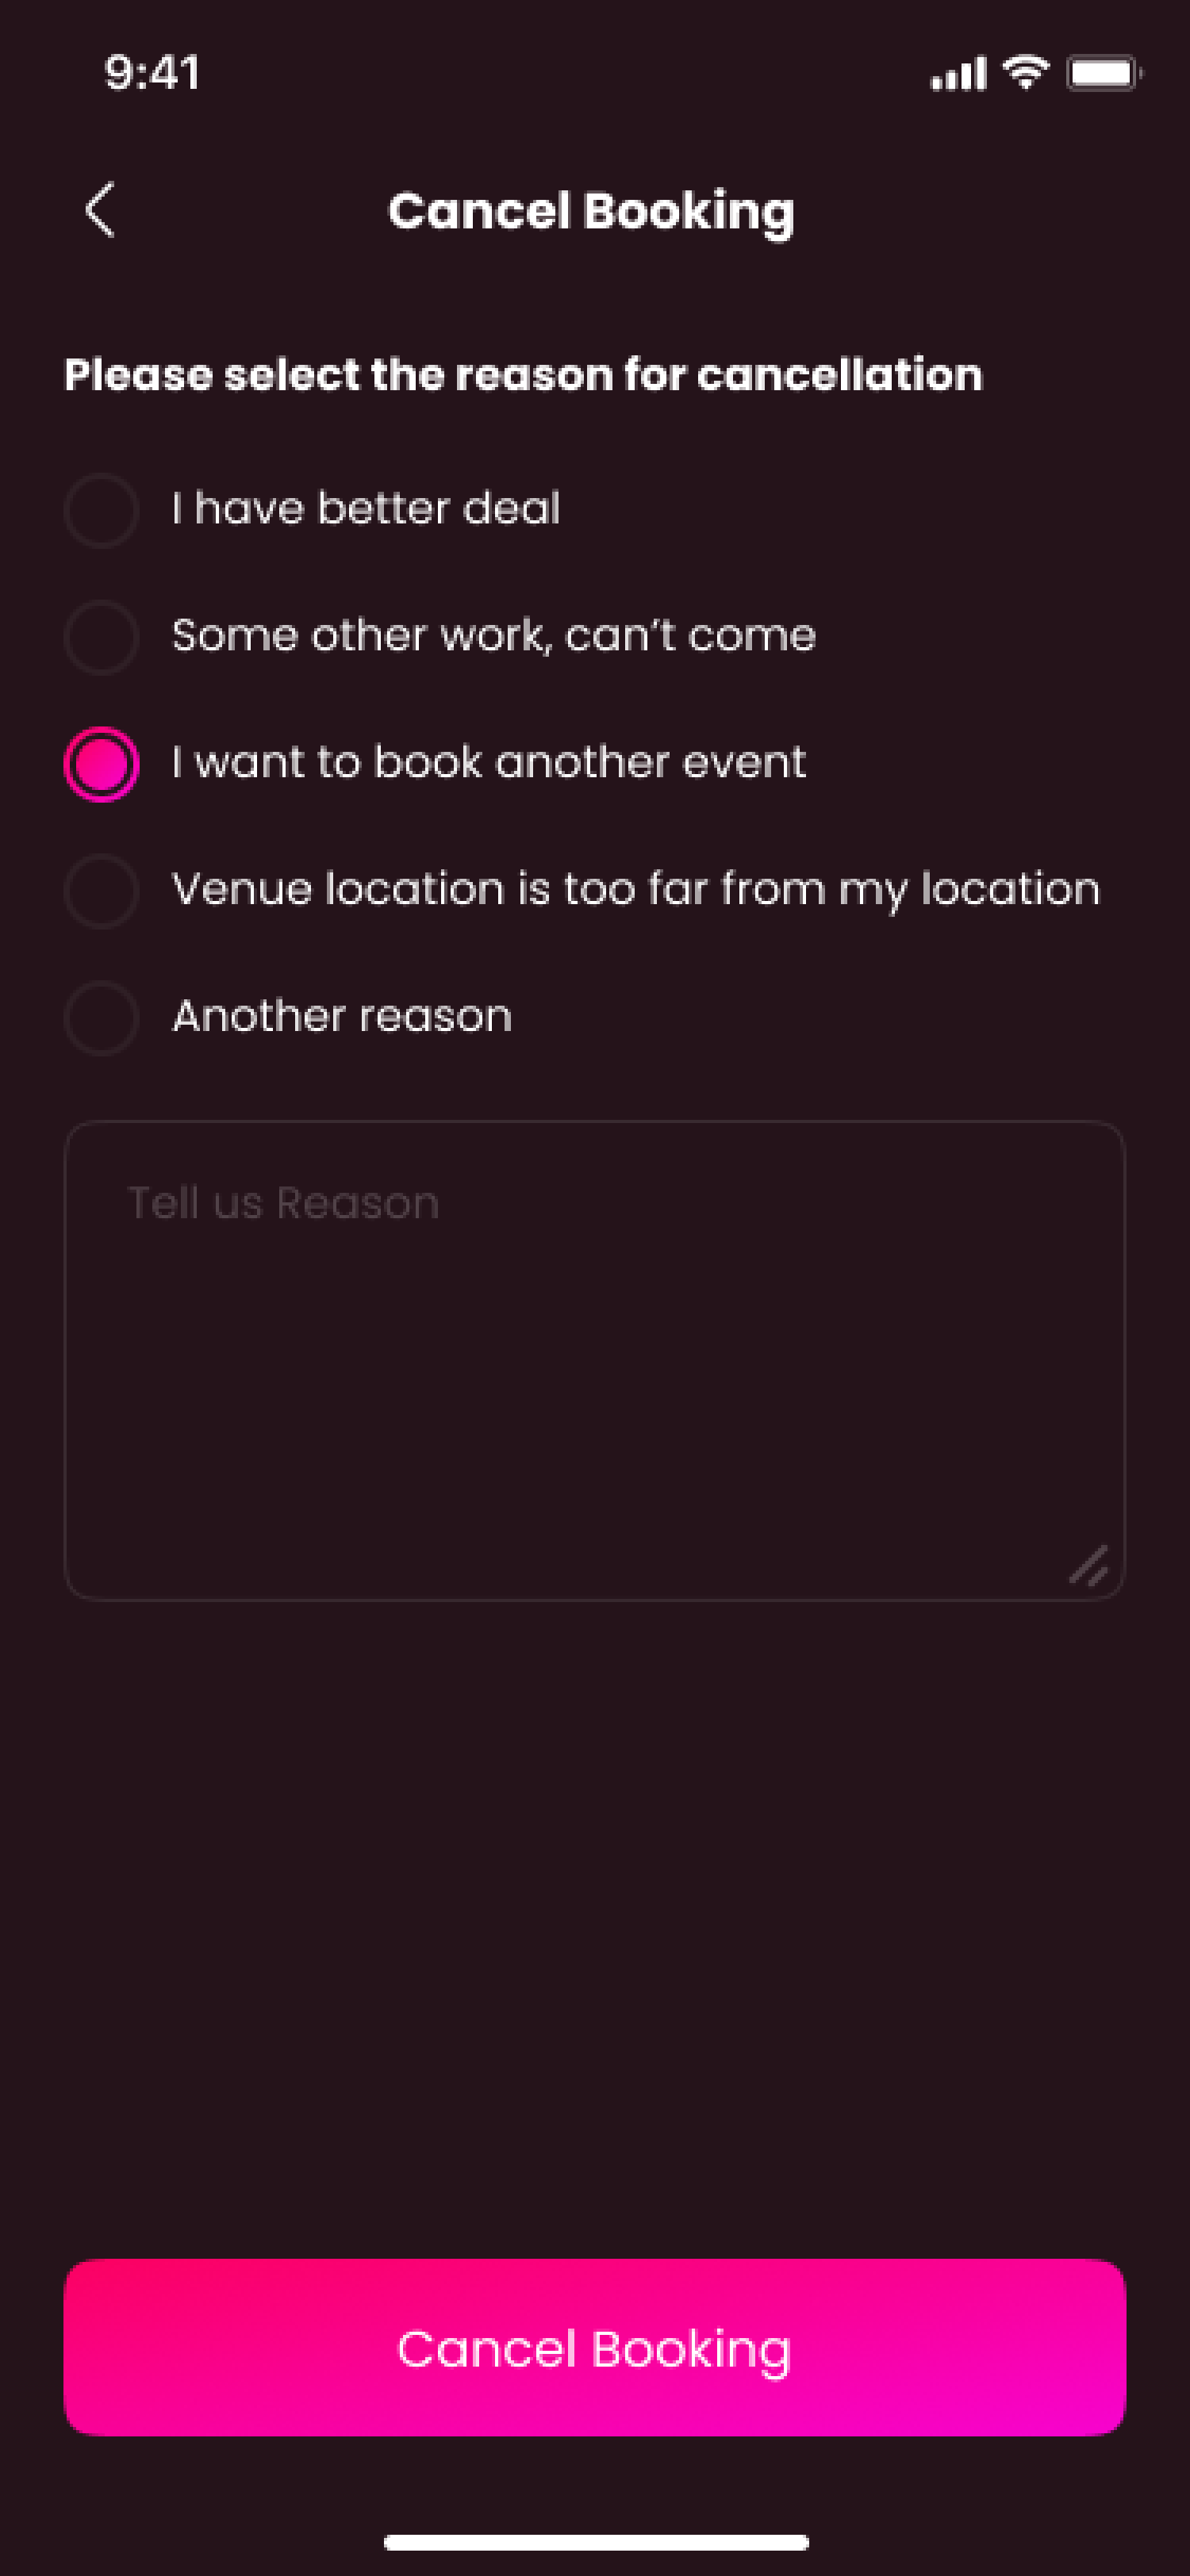 9:41
Cancel Booking
Please select the reason for cancellation
I have better deal
Some other work, can’t come
I want to book another event
Venue location is too far from my location
Another reason
Tell us Reason
Cancel Booking